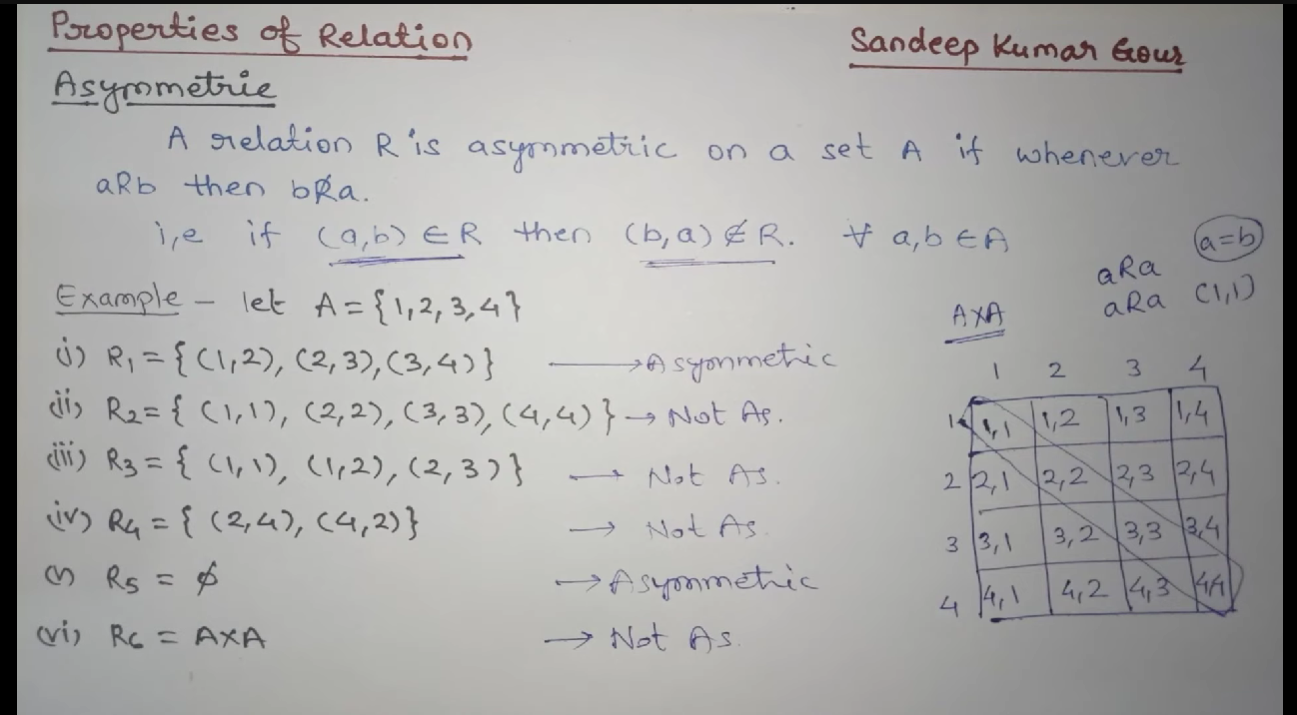 Properties of Relation
Sandeep Kumar Gour
Asymmetric
A relation R is asymmetric on a set A if whenever
aRb then bR̸a.
i,e if (a,b) ∈ R then (b,a) ∉ R. ∀ a,b ∈ A
a=b
aRa
aRa (1,1)
Example - let A = {1,2,3,4}
(i) R₁ = { (1,2), (2,3), (3,4) } → Asymmetric
(ii) R₂ = { (1,1), (2,2), (3,3), (4,4) } → Not As.
(iii) R₃ = { (1,1), (1,2), (2,3) } → Not As.
(iv) R₄ = { (2,4), (4,2) } → Not As.
(v) R₅ = ϕ → Asymmetric
(vi) R₆ = A×A → Not As.
A×A
1 2 3 4
1 1,1 1,2 1,3 1,4
2 2,1 2,2 2,3 2,4
3 3,1 3,2 3,3 3,4
4 4,1 4,2 4,3 4,4